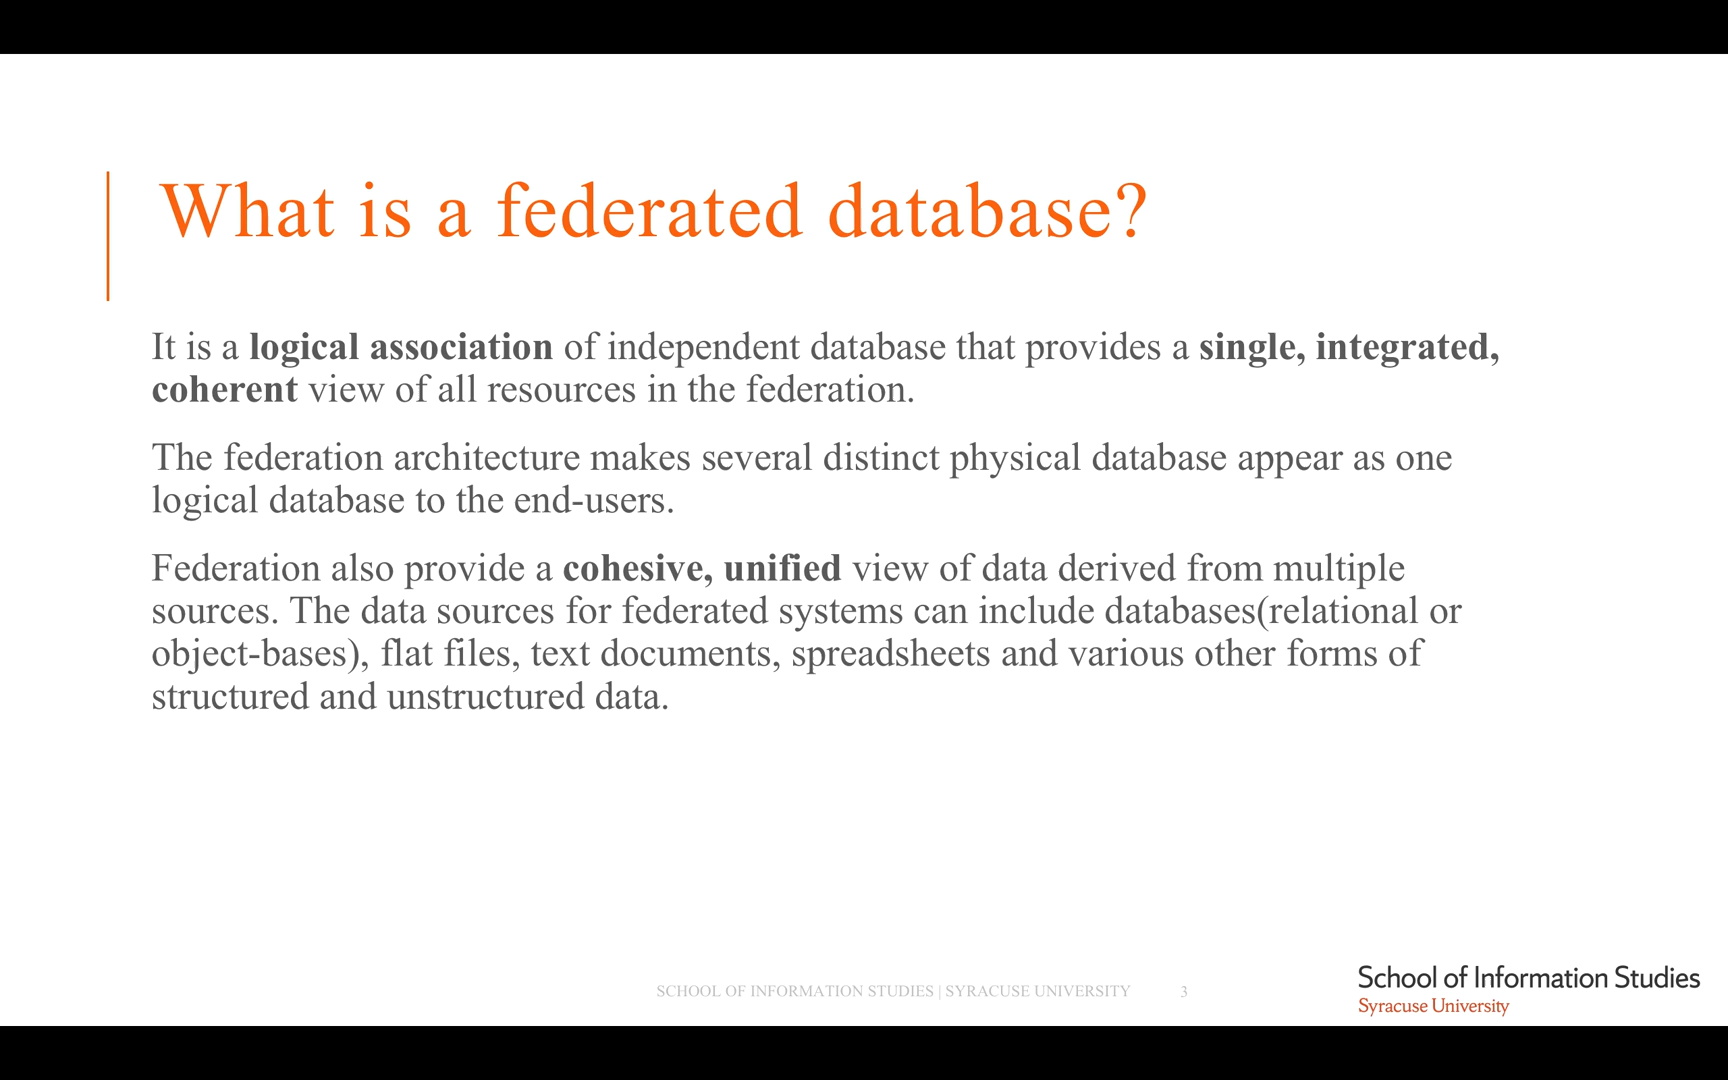 What is a federated database?
It is a logical association of independent database that provides a single, integrated,
coherent view of all resources in the federation.
The federation architecture makes several distinct physical database appear as one
logical database to the end-users.
Federation also provide a cohesive, unified view of data derived from multiple
sources. The data sources for federated systems can include databases(relational or
object-bases), flat files, text documents, spreadsheets and various other forms of
structured and unstructured data.
SCHOOL OF INFORMATION STUDIES | SYRACUSE UNIVERSITY 3
School of Information Studies
Syracuse University